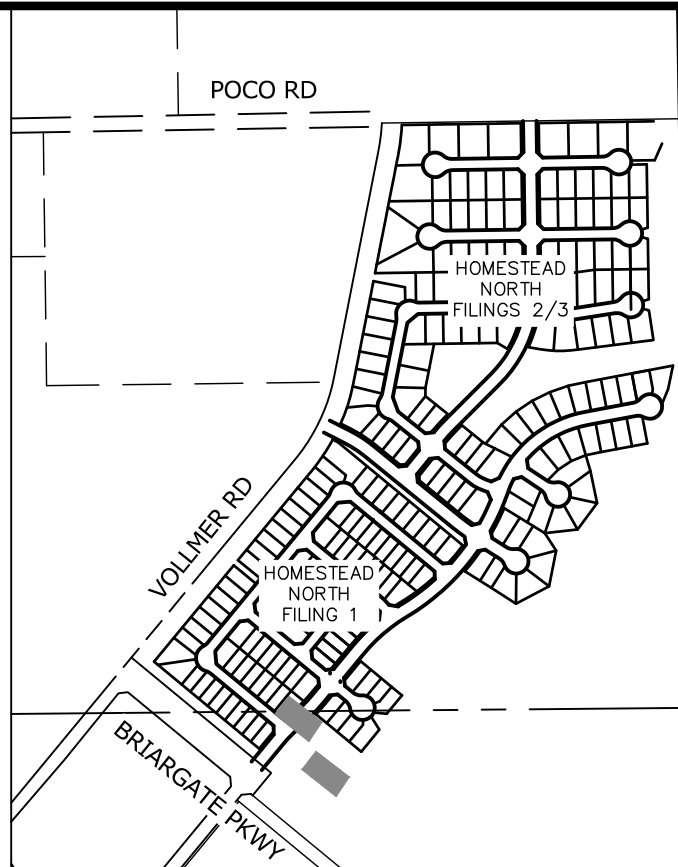 POCO RD
HOMESTEAD
NORTH
FILINGS 2/3
VOLLMER RD
HOMESTEAD
NORTH
FILING 1
BRIARGATE PKWY